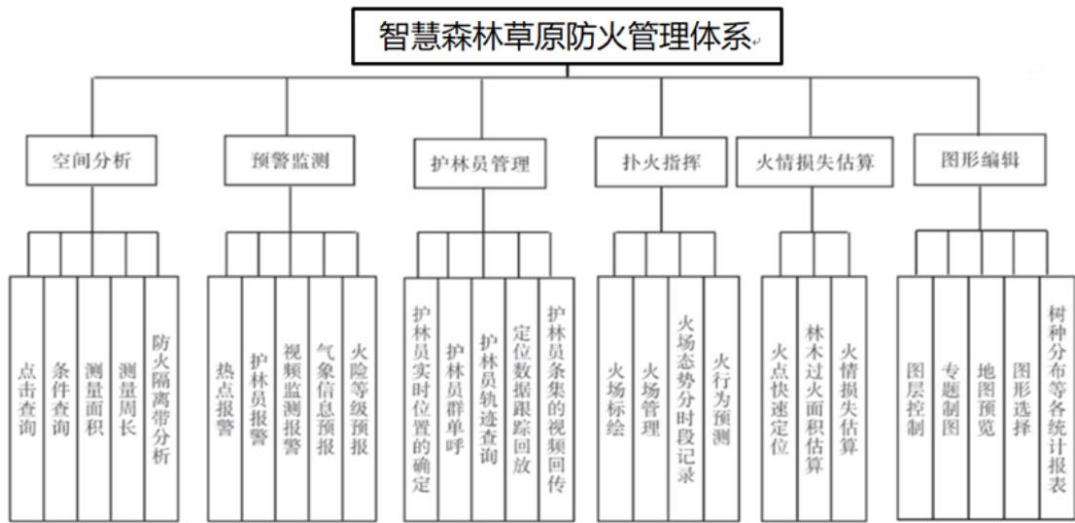 智慧森林草原防火管理体系
空间分析
预警监测
护林员管理
扑火指挥
火情损失估算
图形编辑
点击查询
条件查询
测量面积
测量周长
防火隔离带分析
热点报警
护林员报警
视频监测报警
气象信息预报
火险等级预报
护林员实时位置的确定
护林员群单呼
护林员轨迹查询
定位数据跟踪回放
护林员条集的视频回传
火场标绘
火场管理
火场态势分时段记录
火行为预测
火点快速定位
林木过火面积估算
火情损失估算
图层控制
专题制图
地图预览
图形选择
树种分布等各统计报表